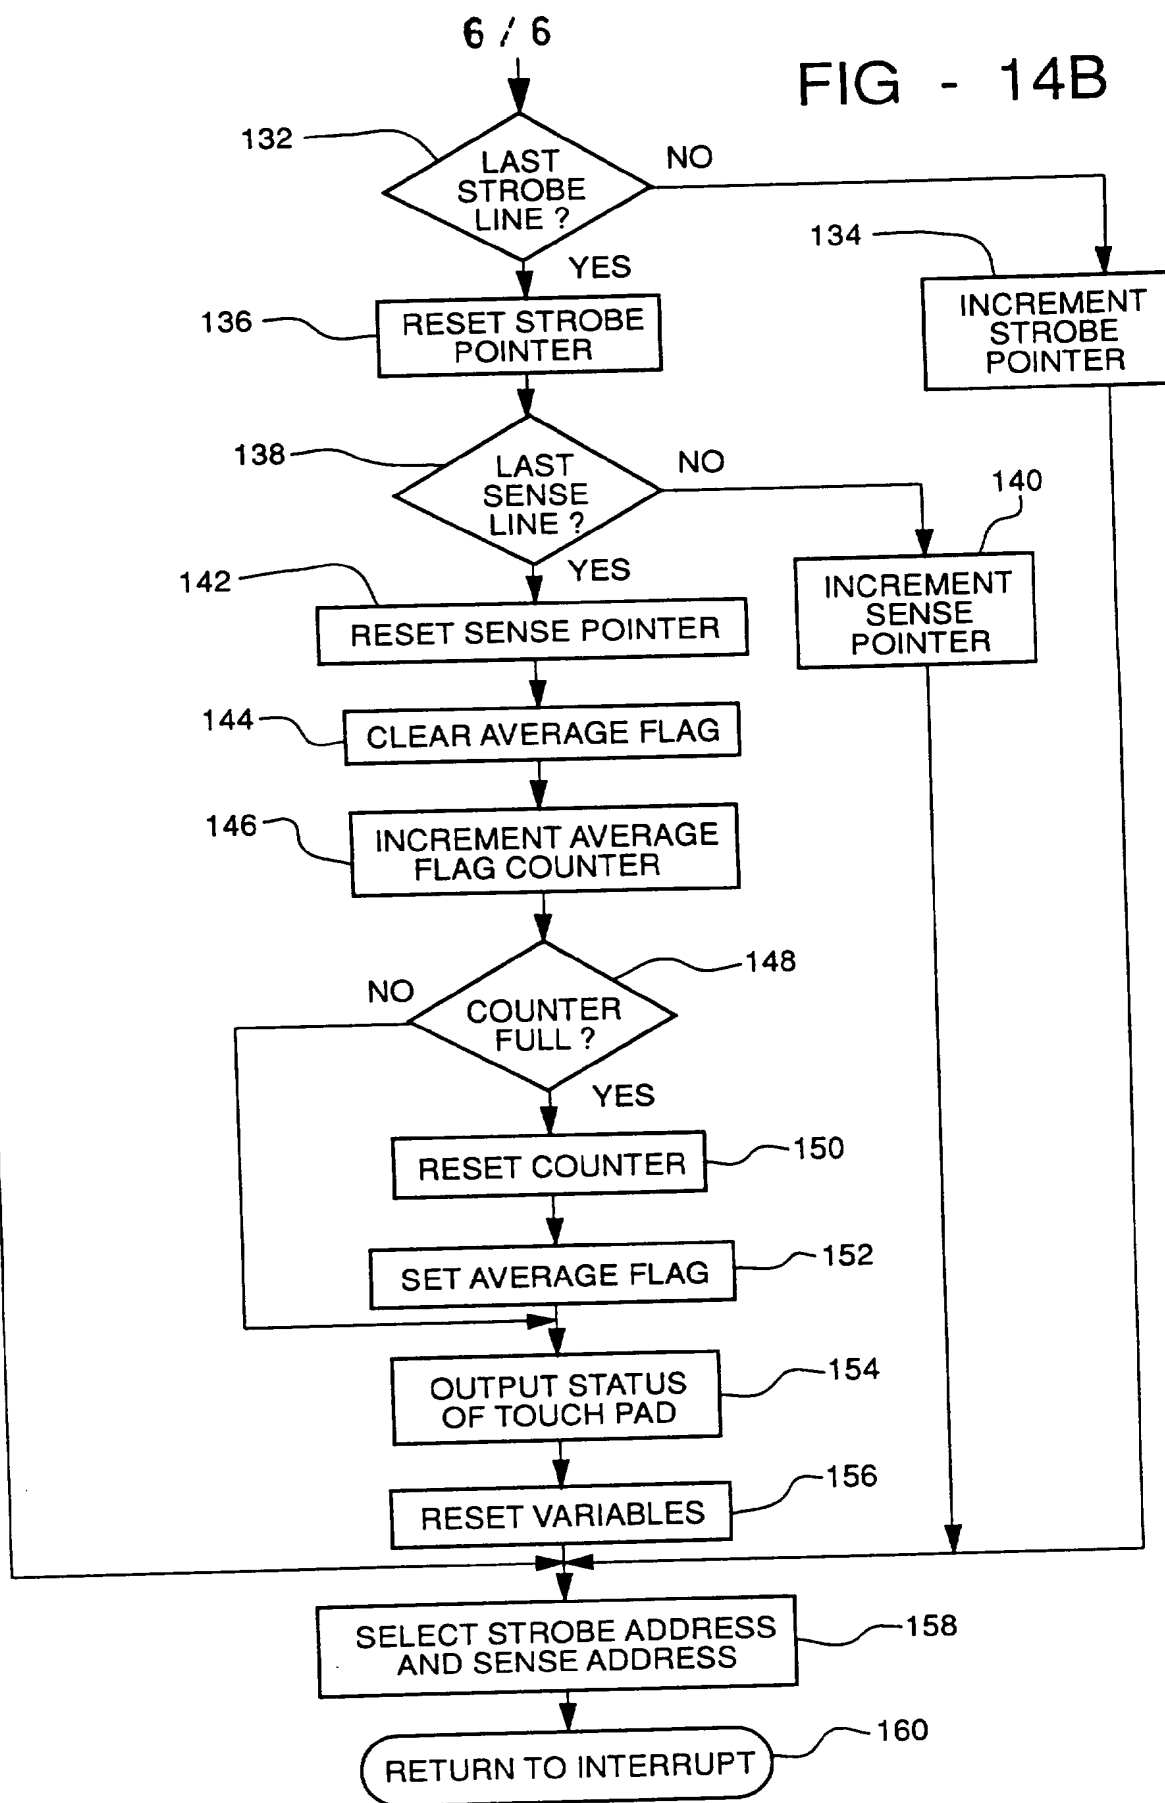 6 / 6
FIG - 14B
132
LAST
STROBE
LINE ?
NO
YES
134
INCREMENT
STROBE
POINTER
136
RESET STROBE
POINTER
138
LAST
SENSE
LINE ?
NO
YES
140
INCREMENT
SENSE
POINTER
142
RESET SENSE POINTER
144
CLEAR AVERAGE FLAG
146
INCREMENT AVERAGE
FLAG COUNTER
148
NO
COUNTER
FULL ?
YES
RESET COUNTER
150
SET AVERAGE FLAG
152
OUTPUT STATUS
OF TOUCH PAD
154
RESET VARIABLES
156
SELECT STROBE ADDRESS
AND SENSE ADDRESS
158
RETURN TO INTERRUPT
160